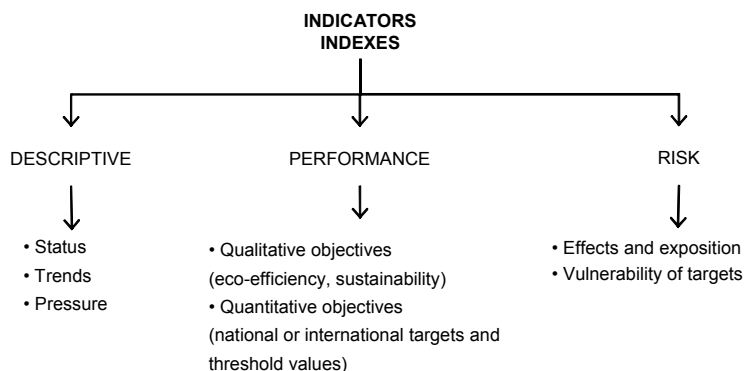 INDICATORS
INDEXES
DESCRIPTIVE
PERFORMANCE
RISK
• Status
• Trends
• Pressure
• Qualitative objectives
(eco-efficiency, sustainability)
• Quantitative objectives
(national or international targets and
threshold values)
• Effects and exposition
• Vulnerability of targets